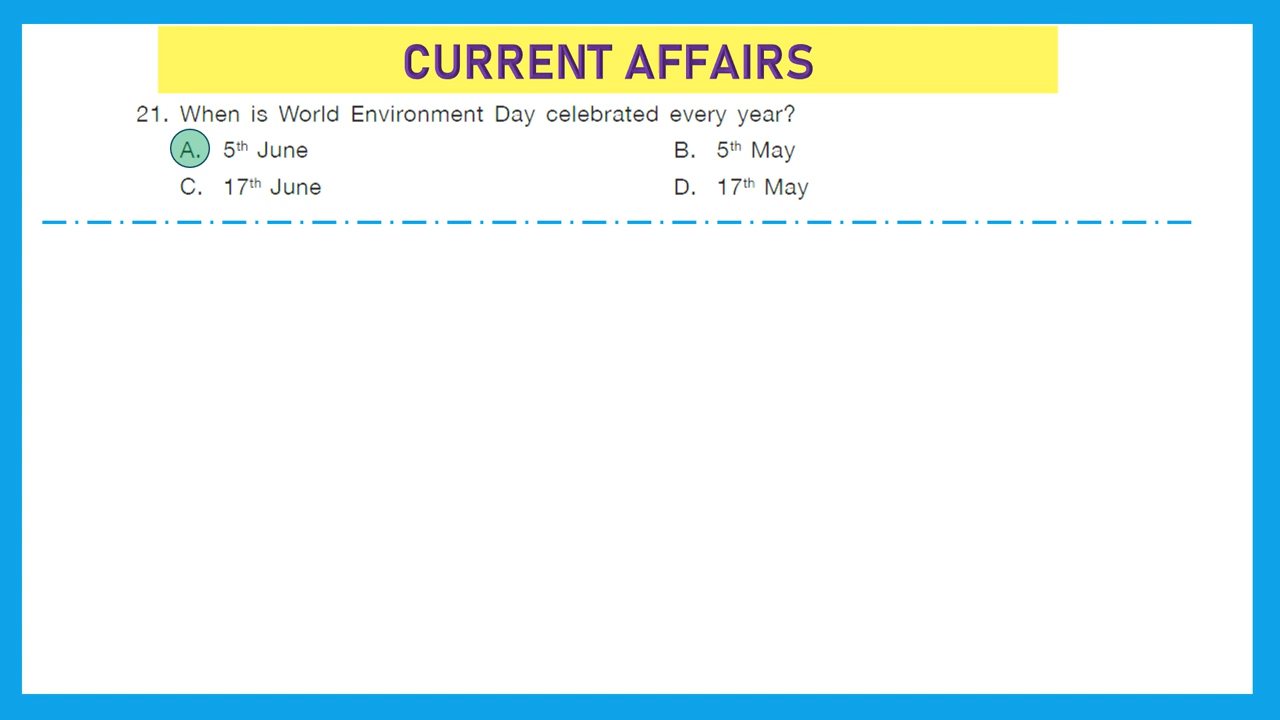 CURRENT AFFAIRS
21. When is World Environment Day celebrated every year?
A. 5th June B. 5th May
C. 17th June D. 17th May